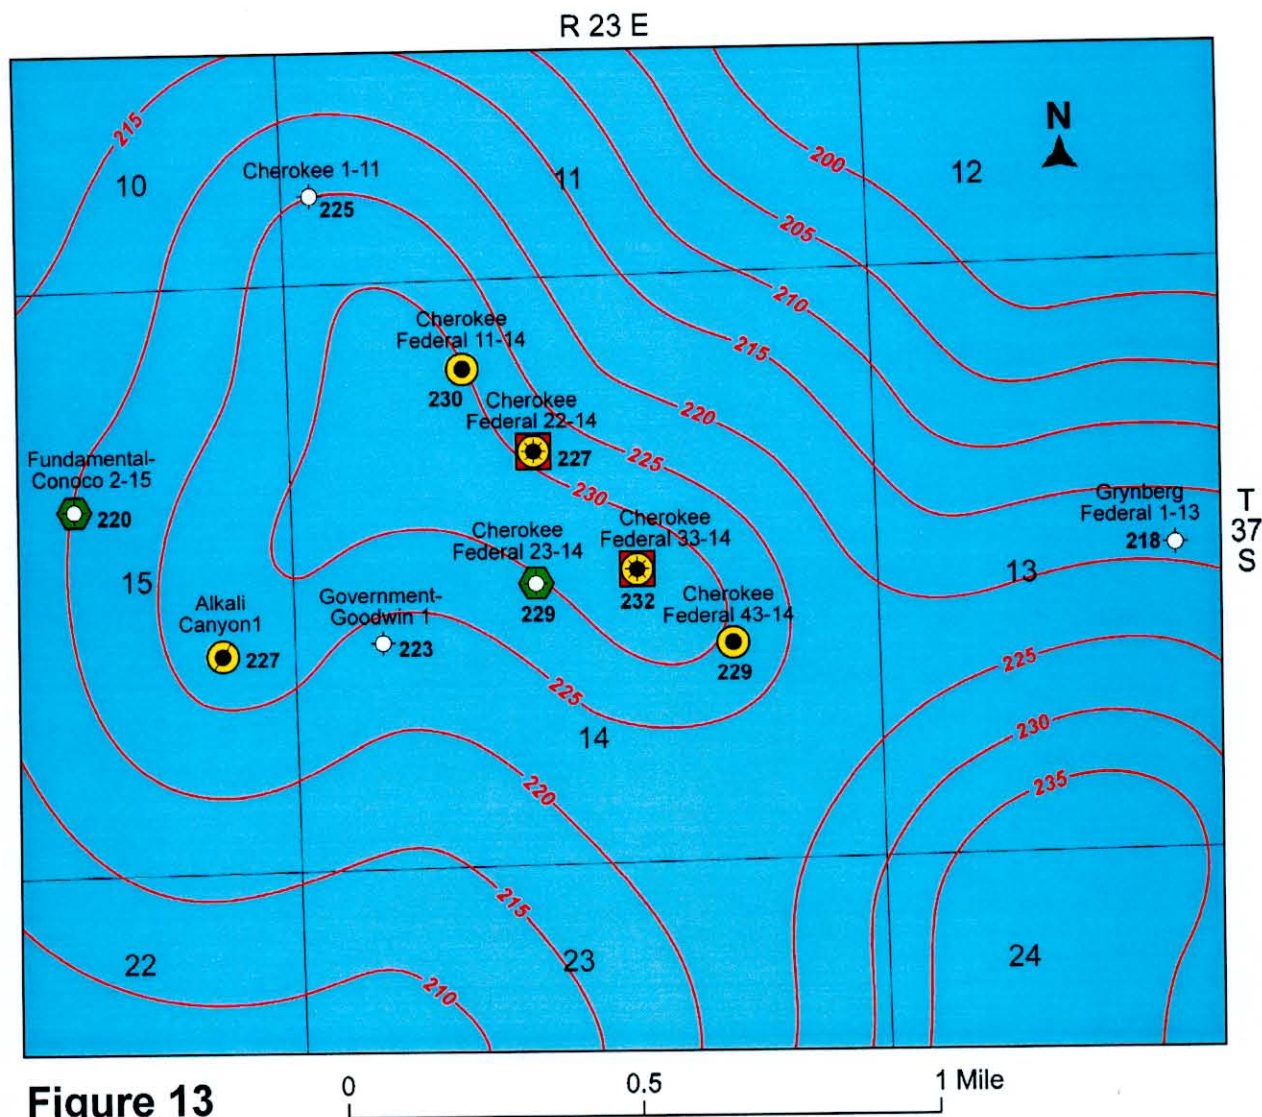 R 23 E
N
215
200
10
11
12
Cherokee 1-11
225
205
210
Cherokee
Federal 11-14
215
230
Cherokee
Federal 22-14
220
227
225
Fundamental-
Conoco 2-15
220
230
Grynberg
Federal 1-13
218
T
37
S
Cherokee
Federal 23-14
229
Cherokee
Federal 33-14
232
15
13
Alkali
Canyon1
227
Government-
Goodwin 1
223
Cherokee
Federal 43-14
229
225
225
14
230
220
235
215
22
23
24
210
Figure 13
0
0.5
1 Mile